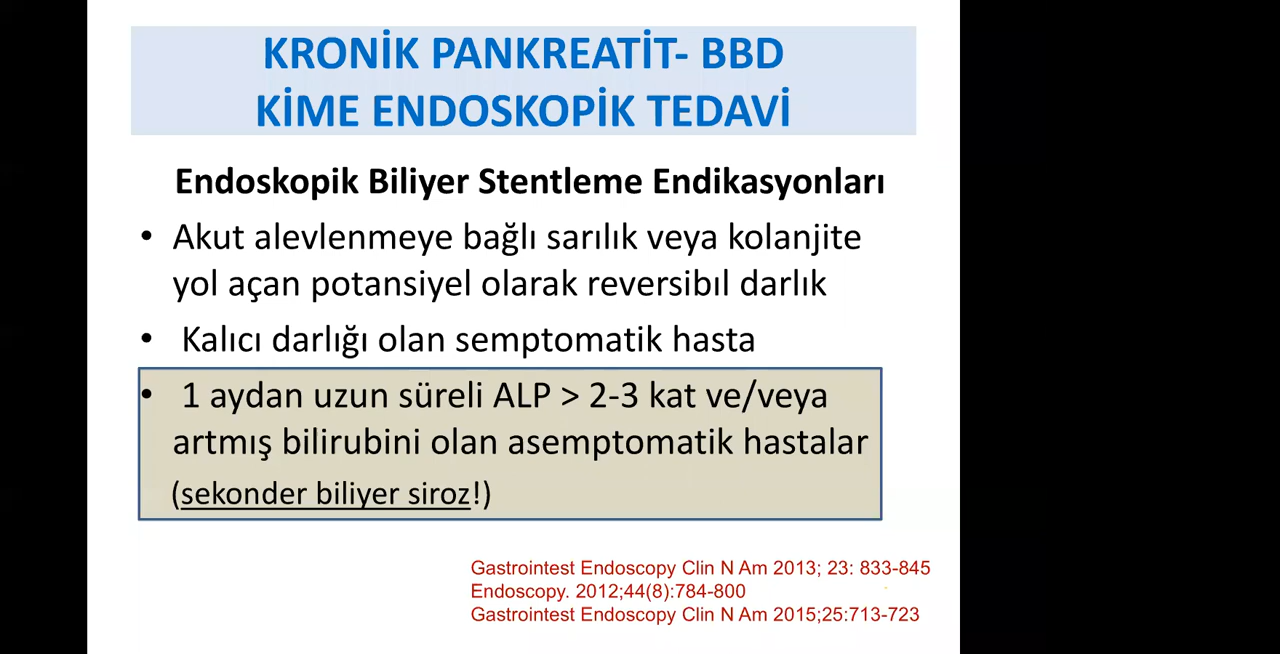 KRONİK PANKREATİT- BBD
KİME ENDOSKOPİK TEDAVİ
Endoskopik Biliyer Stentleme Endikasyonları
• Akut alevlenmeye bağlı sarılık veya kolanjite
yol açan potansiyel olarak reversibıl darlık
• Kalıcı darlığı olan semptomatik hasta
• 1 aydan uzun süreli ALP > 2-3 kat ve/veya
artmış bilirubini olan asemptomatik hastalar
(sekonder biliyer siroz!)
Gastrointest Endoscopy Clin N Am 2013; 23: 833-845
Endoscopy. 2012;44(8):784-800
Gastrointest Endoscopy Clin N Am 2015;25:713-723